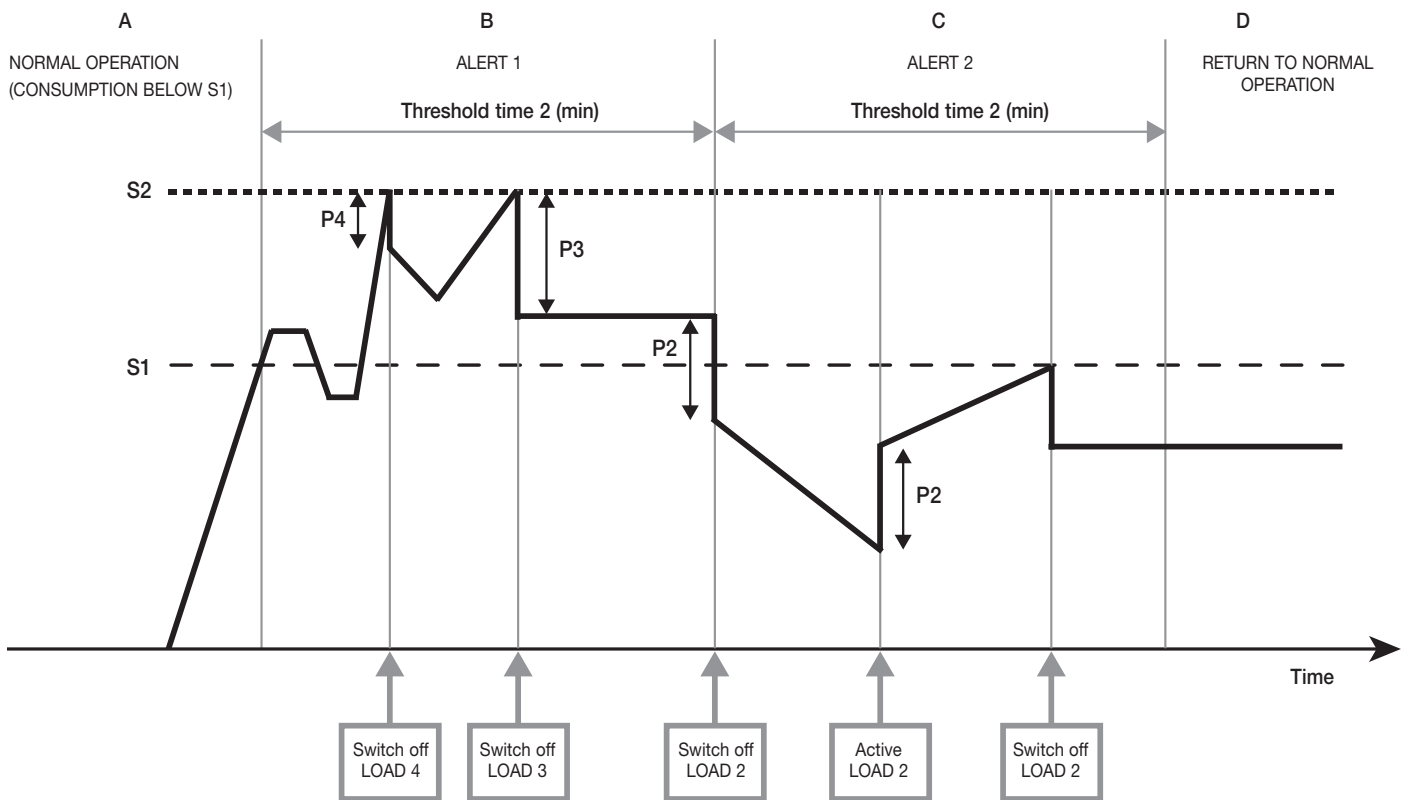 A
B
C
D
NORMAL OPERATION
(CONSUMPTION BELOW S1)
ALERT 1
ALERT 2
RETURN TO NORMAL
OPERATION
Threshold time 2 (min)
Threshold time 2 (min)
S2
P4
P3
P2
S1
P2
Time
Switch off
LOAD 4
Switch off
LOAD 3
Switch off
LOAD 2
Active
LOAD 2
Switch off
LOAD 2